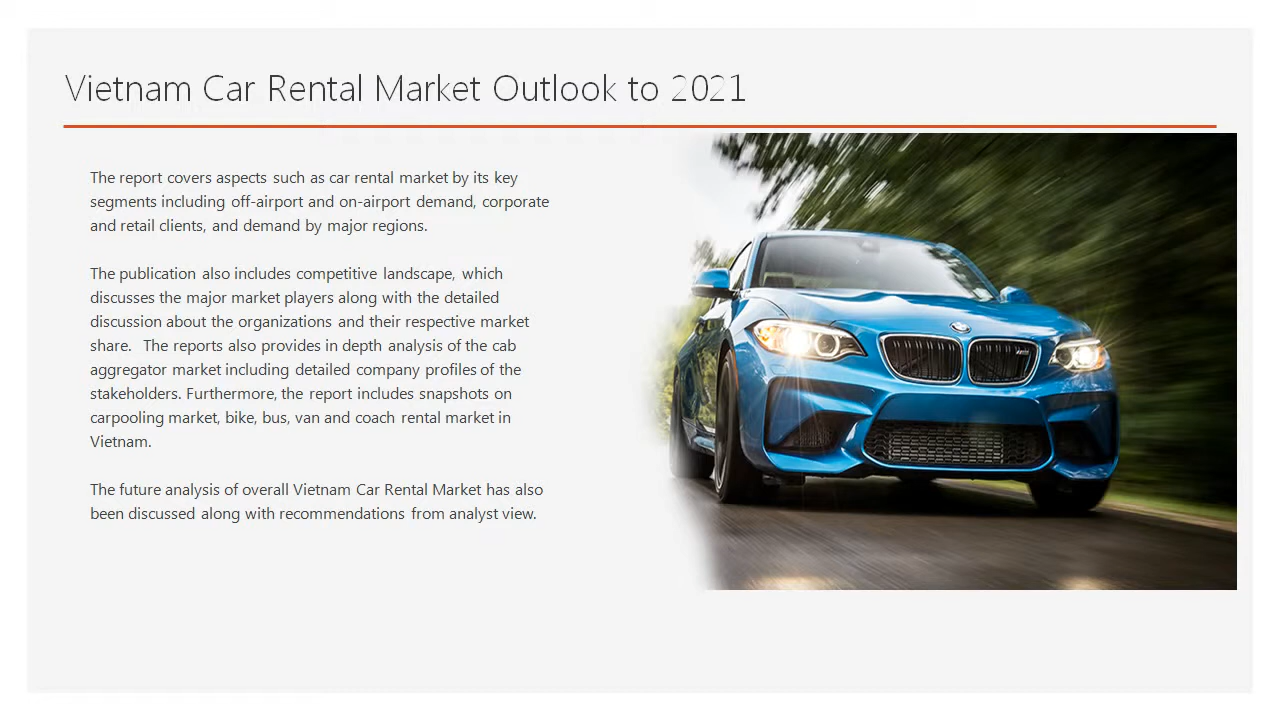 Vietnam Car Rental Market Outlook to 2021
The report covers aspects such as car rental market by its key
segments including off-airport and on-airport demand, corporate
and retail clients, and demand by major regions.
The publication also includes competitive landscape, which
discusses the major market players along with the detailed
discussion about the organizations and their respective market
share.  The reports also provides in depth analysis of the cab
aggregator market including detailed company profiles of the
stakeholders. Furthermore, the report includes snapshots on
carpooling market, bike, bus, van and coach rental market in
Vietnam.
The future analysis of overall Vietnam Car Rental Market has also
been discussed along with recommendations from analyst view.